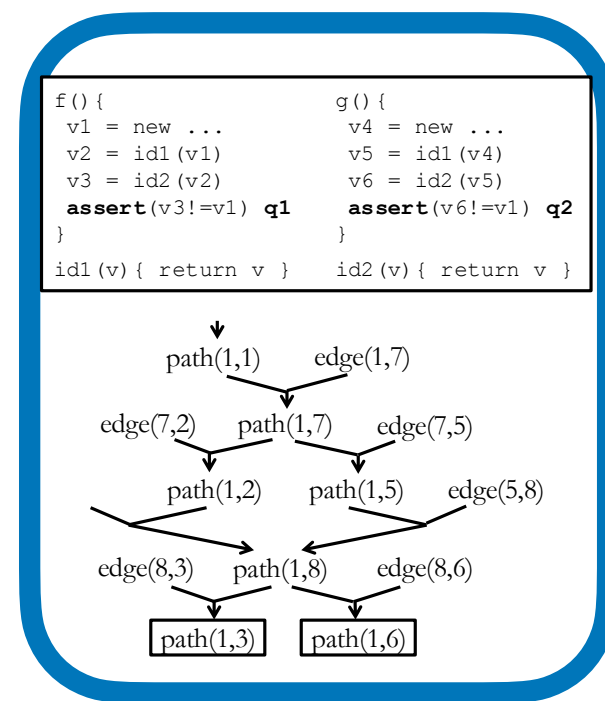 f(){ g(){
v1 = new ... v4 = new ...
v2 = id1(v1) v5 = id1(v4)
v3 = id2(v2) v6 = id2(v5)
assert(v3!=v1) q1 assert(v6!=v1) q2
} }
id1(v){ return v } id2(v){ return v }
path(1,1) edge(1,7)
edge(7,2) path(1,7) edge(7,5)
path(1,2) path(1,5) edge(5,8)
edge(8,3) path(1,8) edge(8,6)
path(1,3) path(1,6)